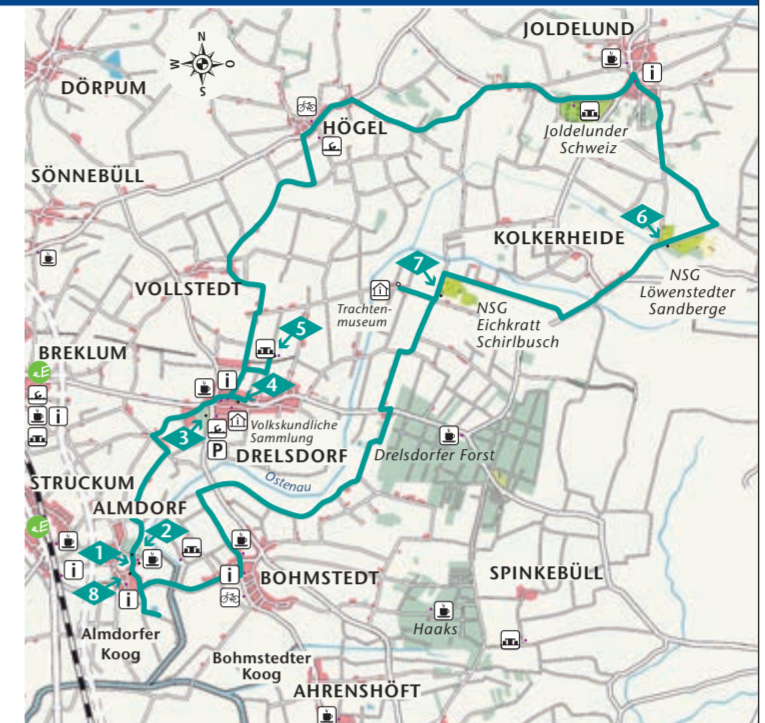 JOLDELUND
N
W
O
S
i
DÖRPUM
HÖGEL
Joldelunder
Schweiz
SÖNNEBÜLL
6
KOLKERHEIDE
7
VOLLSTEDT
NSG
Löwenstedter
Sandberge
i
Trachten-
museum
NSG
Eichkratt
Schirlbusch
5
BREKLUM
i
4
i
3
Volkskundliche
Sammlung
P
DRELSDORF
Drelsdorfer Forst
STRUCKUM
Ostenau
ALMDORF
2
1
i
i
BOHMSTEDT
SPINKEBÜLL
8
i
Haaks
Almdorfer
Koog
Bohmstedter
Koog
AHRENSHÖFT